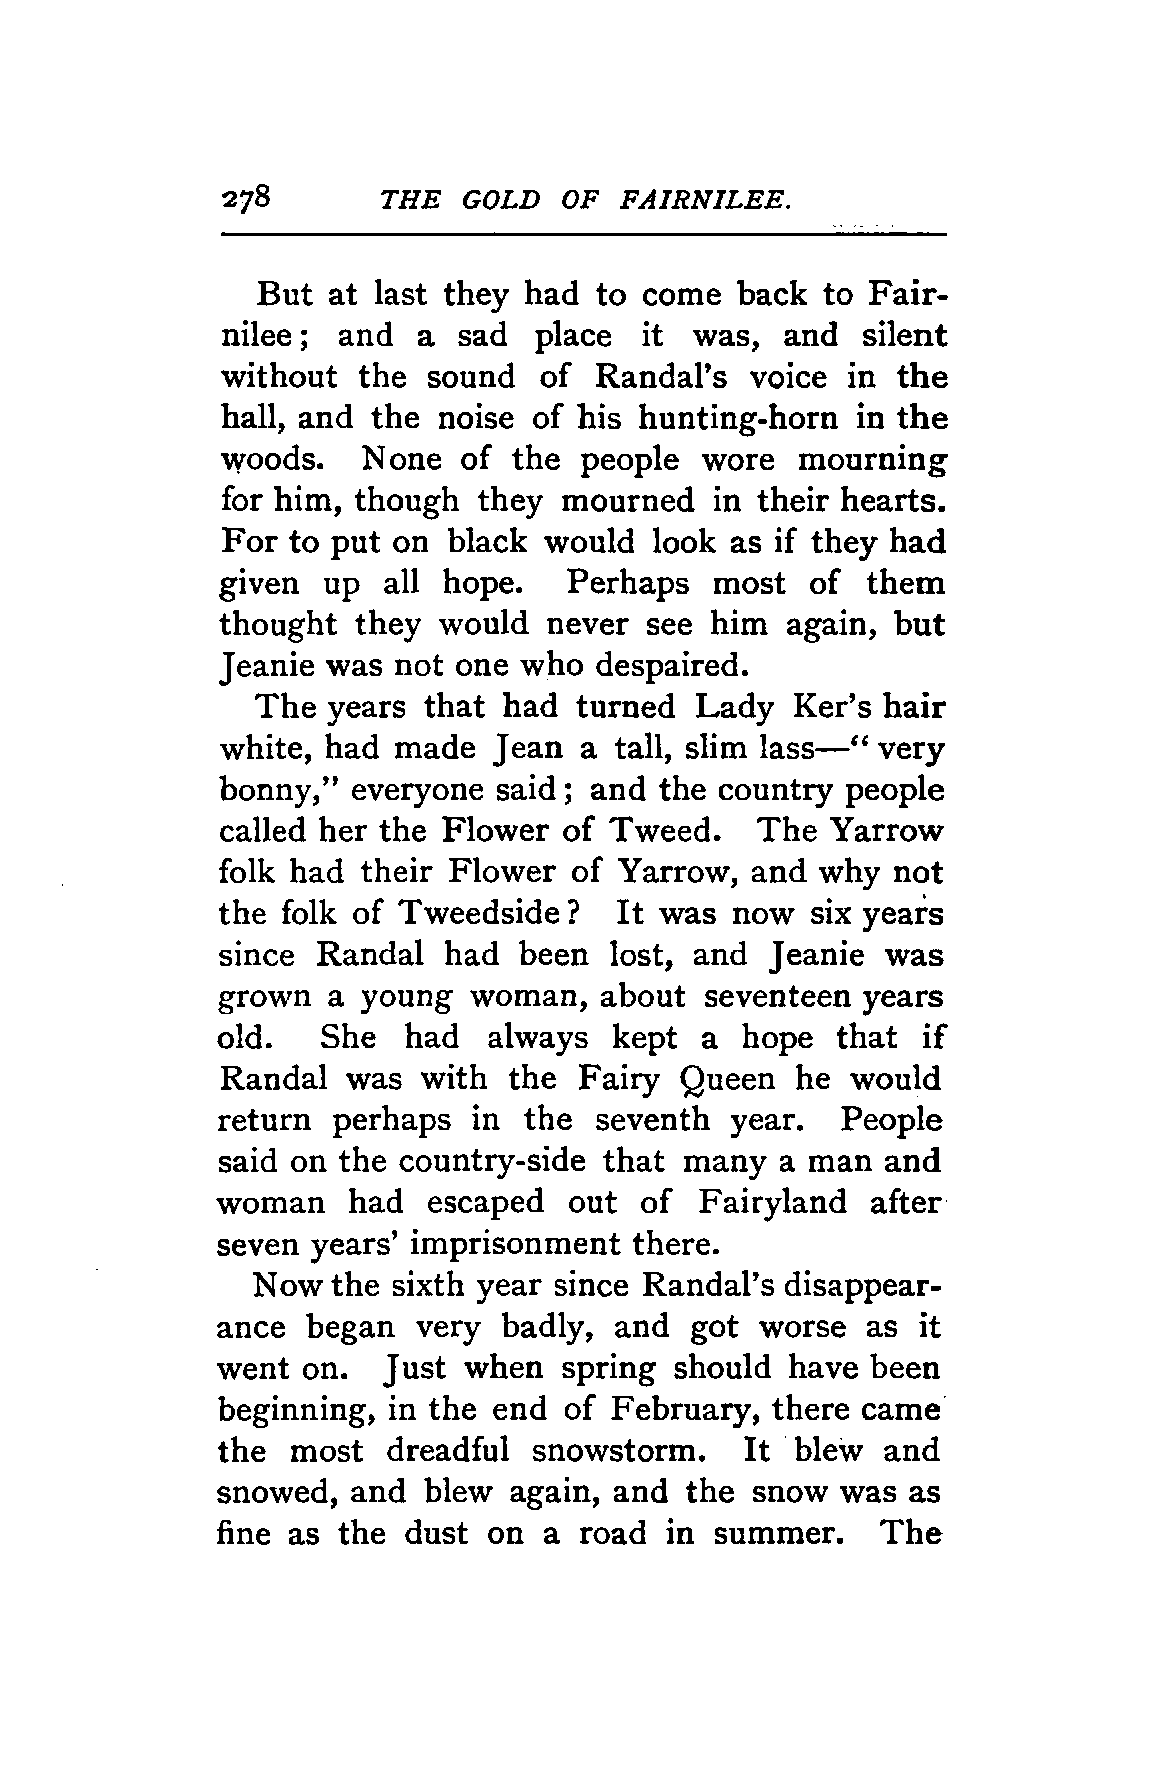 278 THE GOLD OF FAIRNILEE.
But at last they had to come back to Fair-
nilee; and a sad place it was, and silent
without the sound of Randal's voice in the
hall, and the noise of his hunting-horn in the
woods. None of the people wore mourning
for him, though they mourned in their hearts.
For to put on black would look as if they had
given up all hope. Perhaps most of them
thought they would never see him again, but
Jeanie was not one who despaired.
The years that had turned Lady Ker's hair
white, had made Jean a tall, slim lass—"very
bonny," everyone said; and the country people
called her the Flower of Tweed. The Yarrow
folk had their Flower of Yarrow, and why not
the folk of Tweedside? It was now six years
since Randal had been lost, and Jeanie was
grown a young woman, about seventeen years
old. She had always kept a hope that if
Randal was with the Fairy Queen he would
return perhaps in the seventh year. People
said on the country-side that many a man and
woman had escaped out of Fairyland after
seven years' imprisonment there.
Now the sixth year since Randal's disappear-
ance began very badly, and got worse as it
went on. Just when spring should have been
beginning, in the end of February, there came
the most dreadful snowstorm. It blew and
snowed, and blew again, and the snow was as
fine as the dust on a road in summer. The